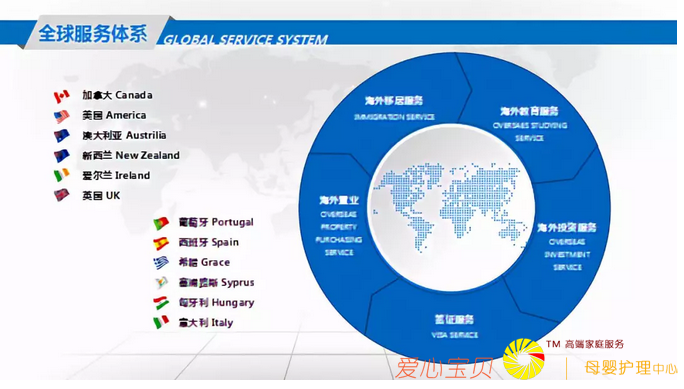 全球服务体系 GLOBAL SERVICE SYSTEM
加拿大 Canada
美国 America
澳大利亚 Austrilia
新西兰 New Zealand
爱尔兰 Ireland
英国 UK
葡萄牙 Portugal
西班牙 Spain
希腊 Grace
塞浦路斯 Syprus
匈牙利 Hungary
意大利 Italy
海外移居服务
IMMIGRATION SERVICE
海外教育服务
OVERSAES STUDYING
SERVICE
海外置业
OVERSEAE
PROPERTY
PURCHASING
SERVICE
海外投资服务
OVERSEAE
INVESTMENT
SERVICE
签证服务
VISA SERVICE
爱心宝贝
TM 高端家庭服务
母婴护理中心